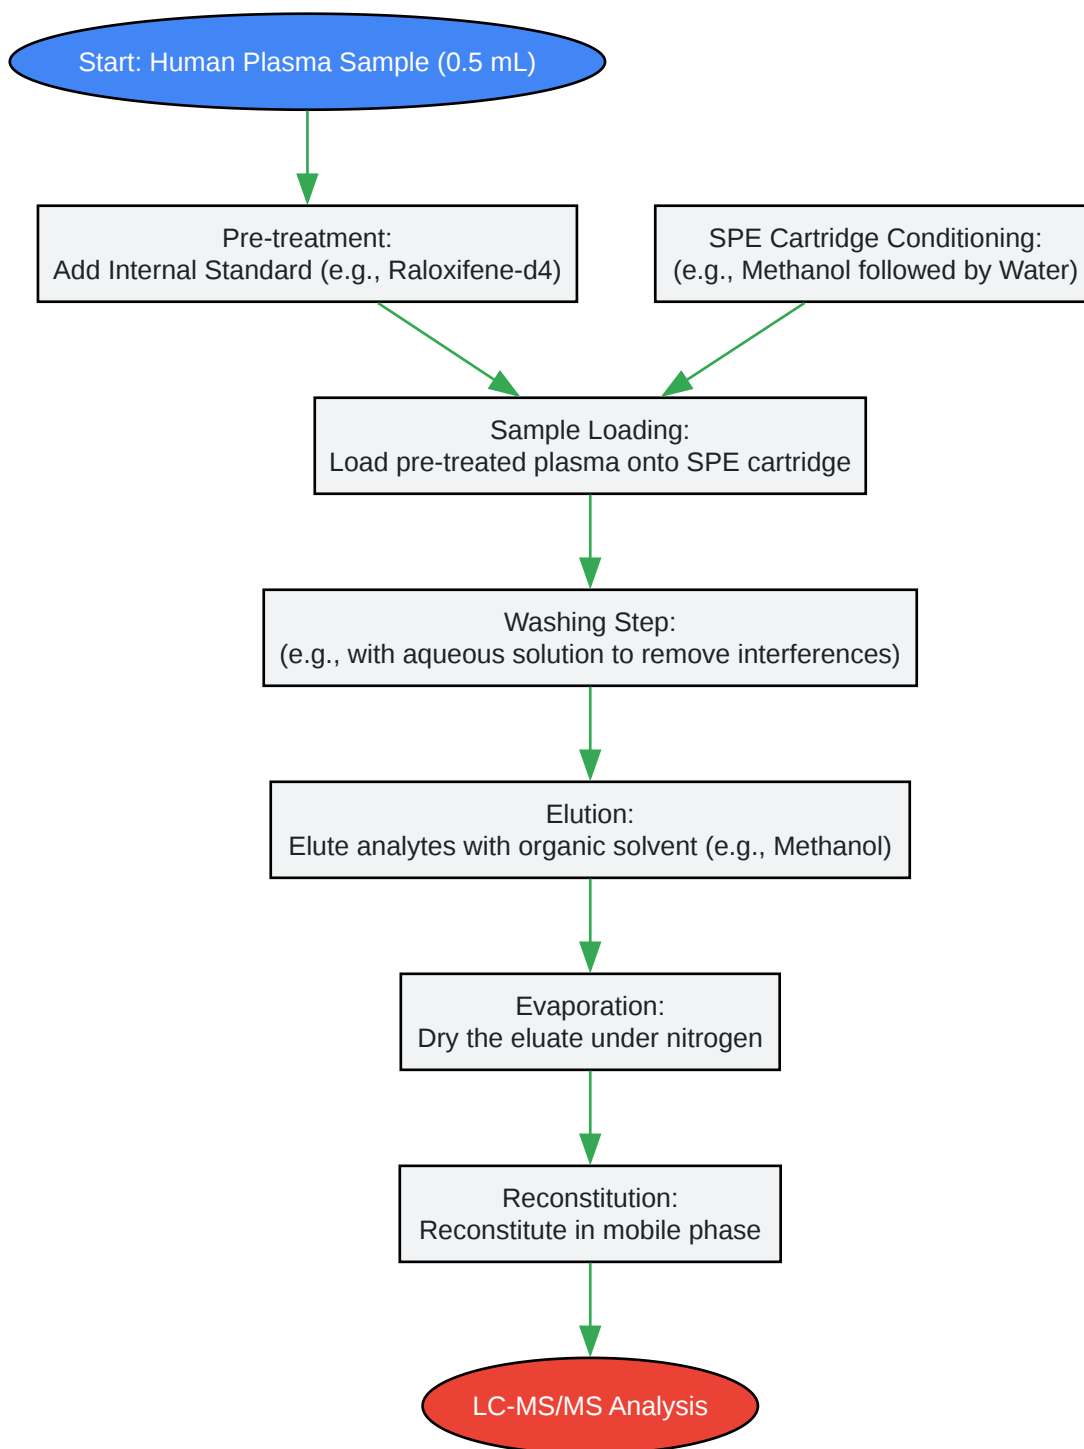 Start: Human Plasma Sample (0.5 mL)
Pre-treatment:
Add Internal Standard (e.g., Raloxifene-d4)
SPE Cartridge Conditioning:
(e.g., Methanol followed by Water)
Sample Loading:
Load pre-treated plasma onto SPE cartridge
Washing Step:
(e.g., with aqueous solution to remove interferences)
Elution:
Elute analytes with organic solvent (e.g., Methanol)
Evaporation:
Dry the eluate under nitrogen
Reconstitution:
Reconstitute in mobile phase
LC-MS/MS Analysis